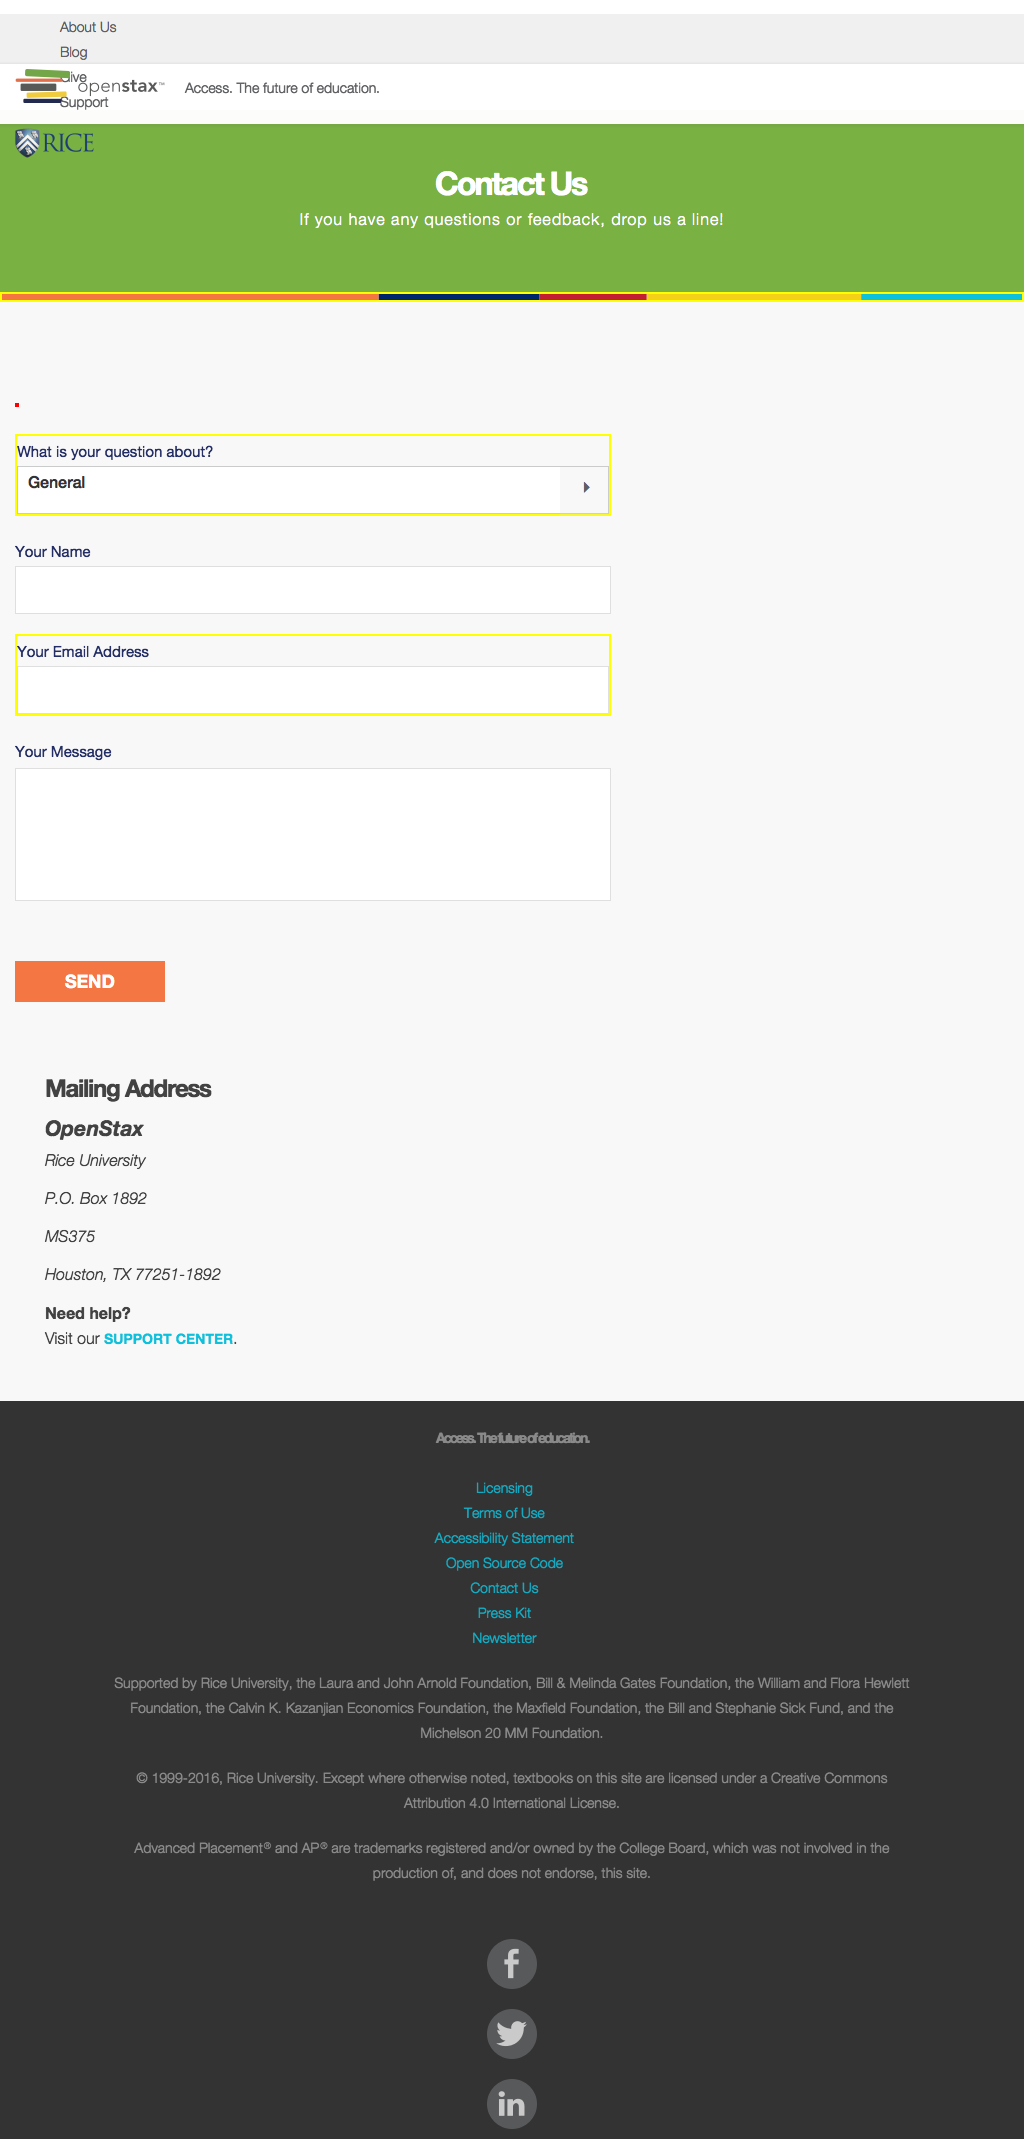 About Us
Blog
Give
openstax™ Access. The future of education.
Support
RICE
Contact Us
If you have any questions or feedback, drop us a line!
What is your question about?
General
Your Name
Your Email Address
Your Message
SEND
Mailing Address
OpenStax
Rice University
P.O. Box 1892
MS375
Houston, TX 77251-1892
Need help?
Visit our SUPPORT CENTER.
Access. The future of education.
Licensing
Terms of Use
Accessibility Statement
Open Source Code
Contact Us
Press Kit
Newsletter
Supported by Rice University, the Laura and John Arnold Foundation, Bill & Melinda Gates Foundation, the William and Flora Hewlett
Foundation, the Calvin K. Kazanjian Economics Foundation, the Maxfield Foundation, the Bill and Stephanie Sick Fund, and the
Michelson 20 MM Foundation.
© 1999-2016, Rice University. Except where otherwise noted, textbooks on this site are licensed under a Creative Commons
Attribution 4.0 International License.
Advanced Placement® and AP® are trademarks registered and/or owned by the College Board, which was not involved in the
production of, and does not endorse, this site.